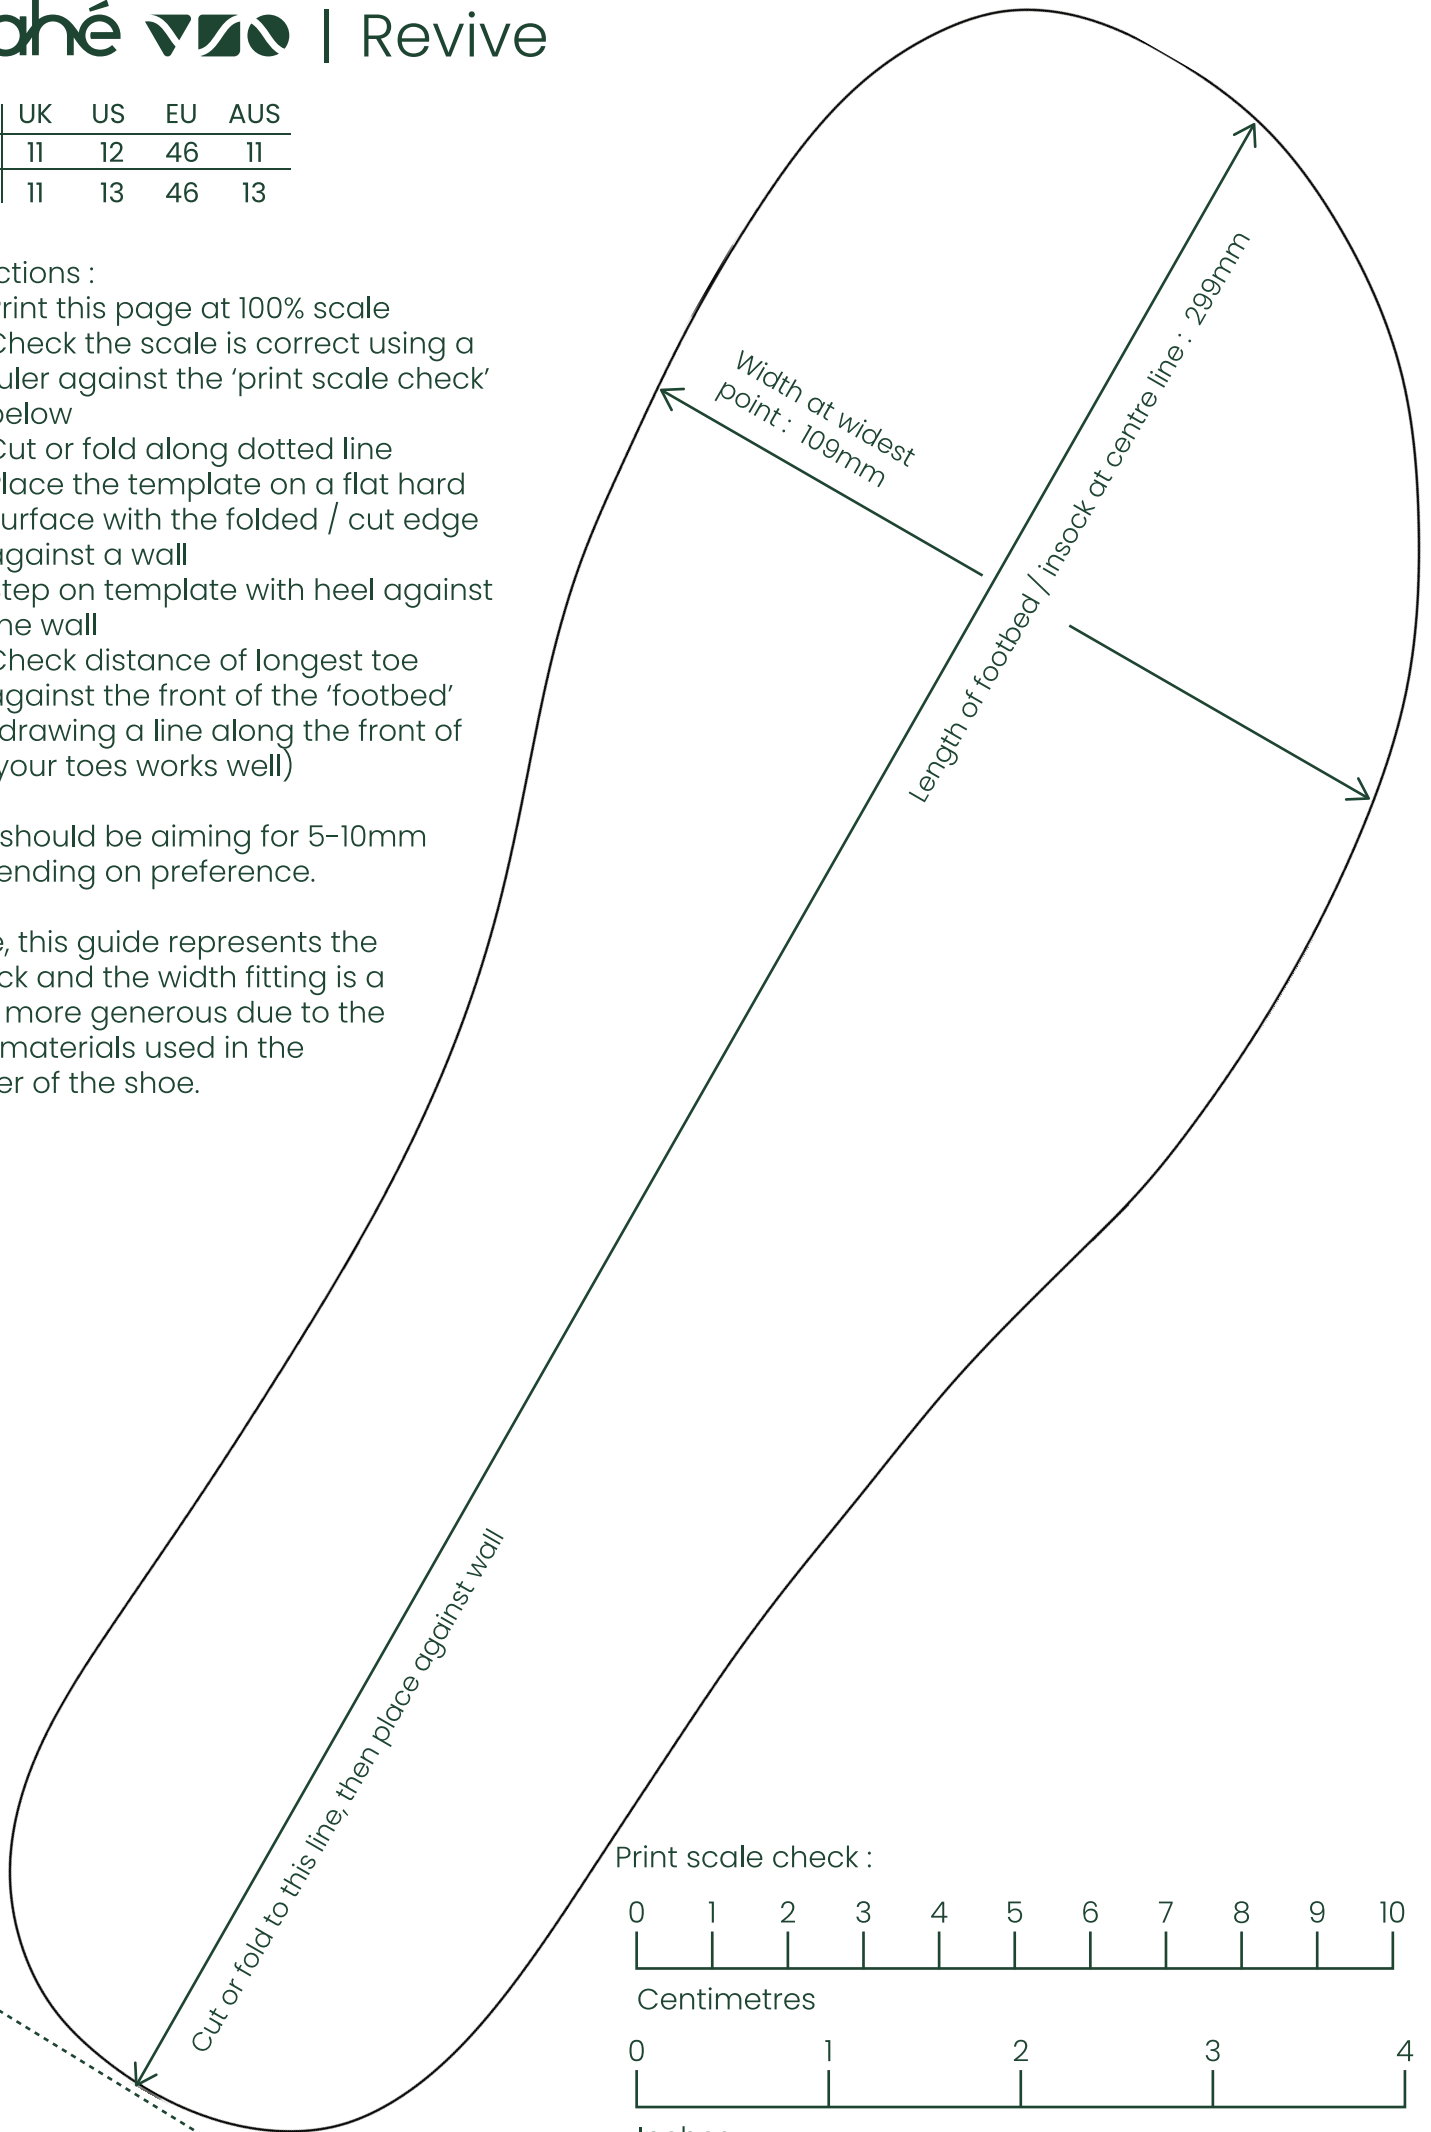 ahé | Revive
UK US EU AUS
11 12 46 11
11 13 46 13
ctions :
rint this page at 100% scale
Check the scale is correct using a
uler against the ‘print scale check’
below
Cut or fold along dotted line
lace the template on a flat hard
urface with the folded / cut edge
against a wall
tep on template with heel against
he wall
Check distance of longest toe
against the front of the ‘footbed’
drawing a line along the front of
your toes works well)
should be aiming for 5-10mm
ending on preference.
e, this guide represents the
ck and the width fitting is a
more generous due to the
materials used in the
er of the shoe.
Width at widest
point : 109mm
Length of footbed / insock at centre line : 299mm
Cut or fold to this line, then place against wall
Print scale check :
0 1 2 3 4 5 6 7 8 9 10
Centimetres
0 1 2 3 4